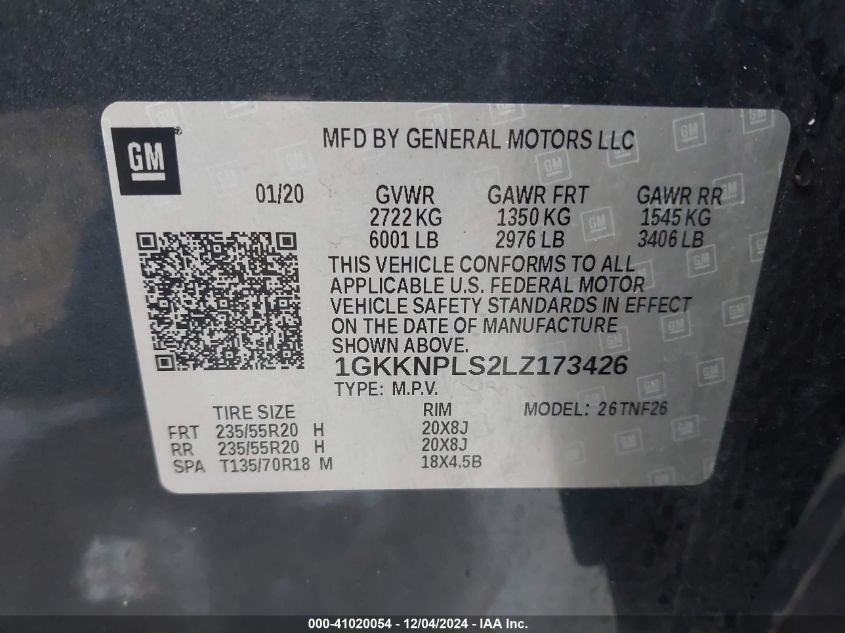 GM
MFD BY GENERAL MOTORS LLC
01/20 GVWR GAWR FRT GAWR RR
2722 KG 1350 KG 1545 KG
6001 LB 2976 LB 3406 LB
THIS VEHICLE CONFORMS TO ALL
APPLICABLE U.S. FEDERAL MOTOR
VEHICLE SAFETY STANDARDS IN EFFECT
ON THE DATE OF MANUFACTURE
SHOWN ABOVE.
1GKKNPLS2LZ173426
TYPE: M.P.V.
TIRE SIZE RIM MODEL: 26TNF26
FRT 235/55R20 H 20X8J
RR 235/55R20 H 20X8J
SPA T135/70R18 M 18X4.5B
000-41020054 - 12/04/2024 - IAA Inc.